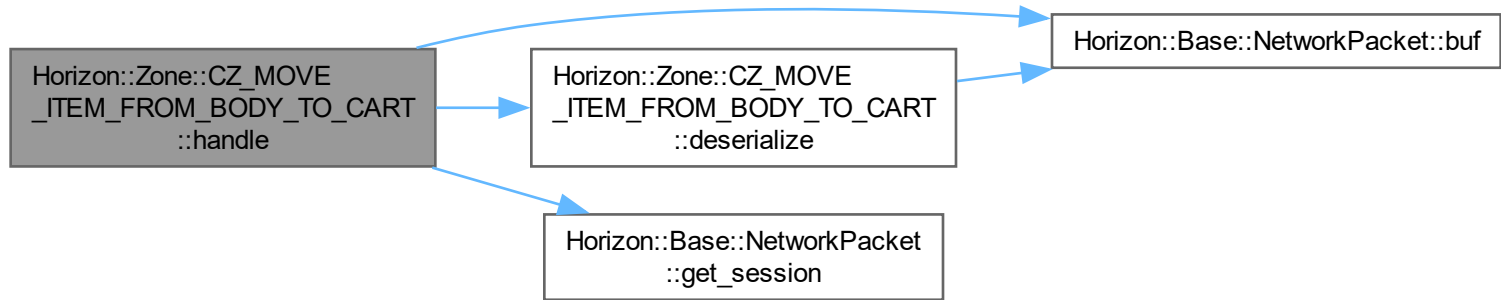 Horizon::Zone::CZ_MOVE
_ITEM_FROM_BODY_TO_CART
::handle
Horizon::Zone::CZ_MOVE
_ITEM_FROM_BODY_TO_CART
::deserialize
Horizon::Base::NetworkPacket::buf
Horizon::Base::NetworkPacket
::get_session